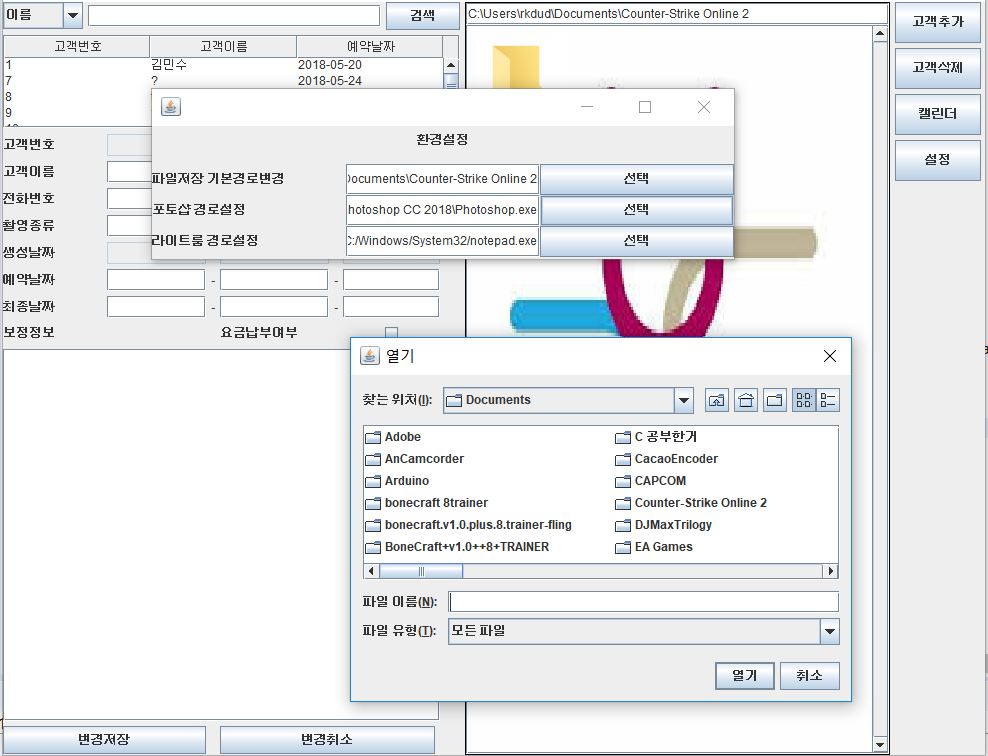 이름
검색
C:\Users\rkdud\Documents\Counter-Strike Online 2
고객추가
고객삭제
캘린더
설정
고객번호 고객이름 예약날짜
1 김민수 2018-05-20
7 ? 2018-05-24
8
9
환경설정
파일저장 기본경로변경 ocuments\Counter-Strike Online 2 선택
포토샵 경로설정 hotoshop CC 2018\Photoshop.exe 선택
라이트룸 경로설정 C:/Windows/System32/notepad.exe 선택
고객번호
고객이름
전화번호
촬영종류
생성날짜
예약날짜 - -
최종날짜 - -
보정정보 요금납부여부
열기
찾는 위치(I): Documents
Adobe
AnCamcorder
Arduino
bonecraft 8trainer
bonecraft.v1.0.plus.8.trainer-fling
BoneCraft+v1.0++8+TRAINER
C 공부한거
CacaoEncoder
CAPCOM
Counter-Strike Online 2
DJMaxTrilogy
EA Games
파일 이름(N):
파일 유형(T): 모든 파일
열기 취소
변경저장 변경취소